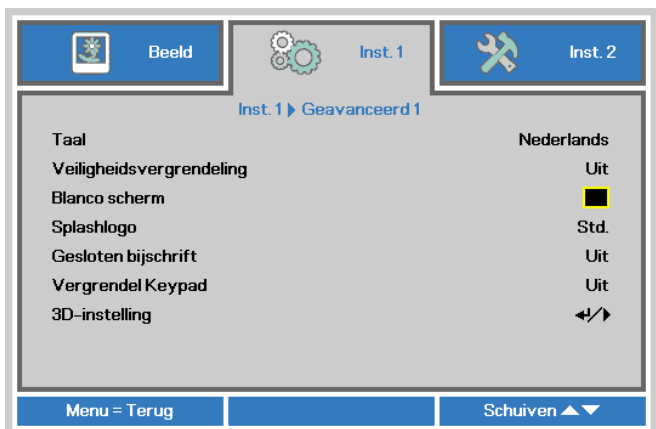 Beeld Inst. 1 Inst. 2
Inst. 1 Geavanceerd 1
Taal Nederlands
Veiligheidsvergrendeling Uit
Blanco scherm
Splashlogo Std.
Gesloten bijschrift Uit
Vergrendel Keypad Uit
3D-instelling ↵/▶
Menu = Terug Schuiven ▲▼